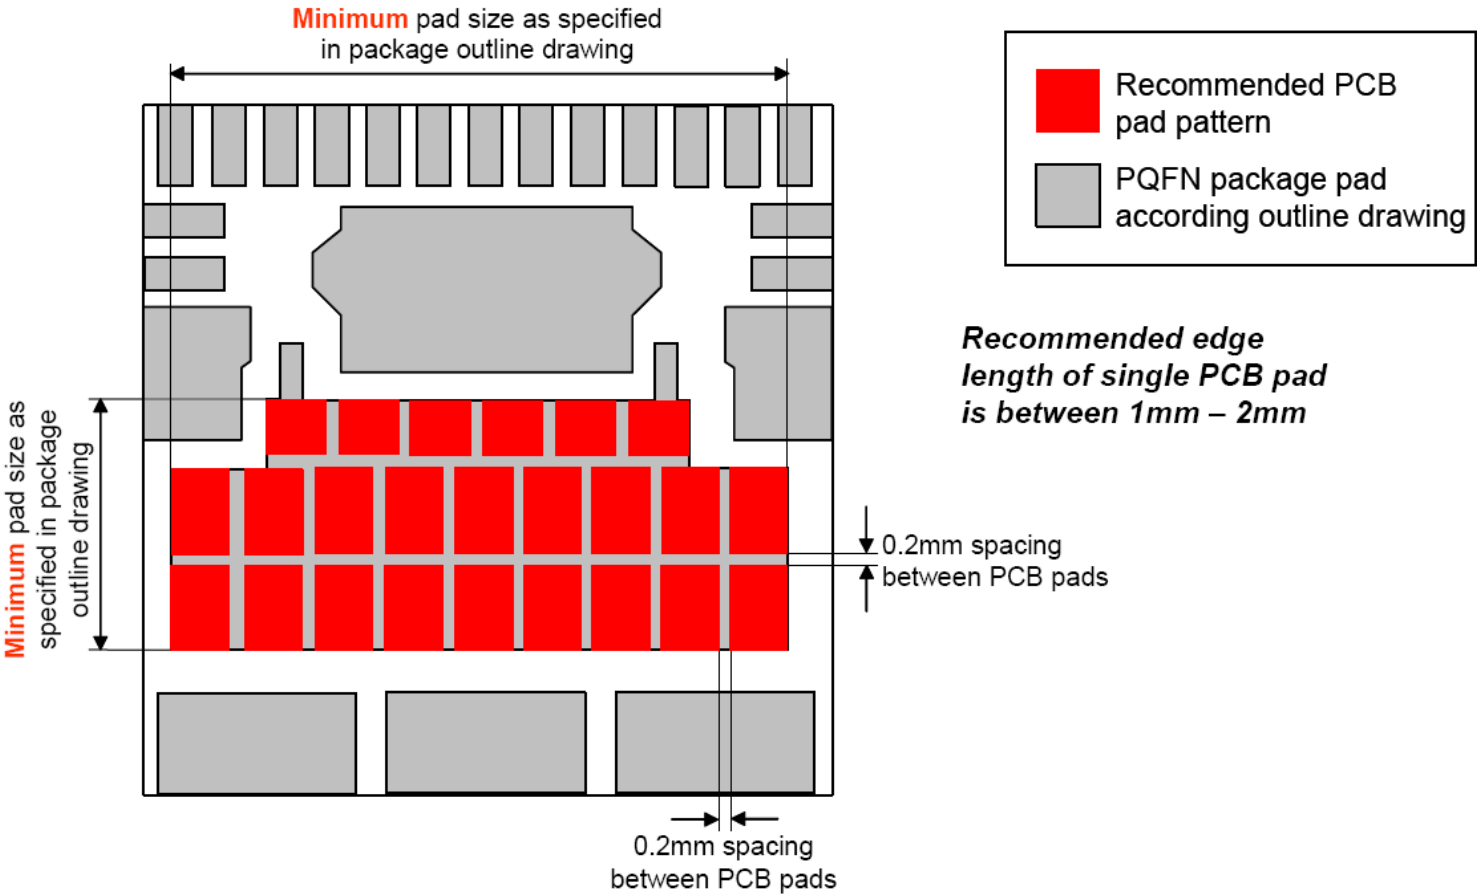 Minimum pad size as specified
in package outline drawing
Recommended PCB
pad pattern
PQFN package pad
according outline drawing
Recommended edge
length of single PCB pad
is between 1mm – 2mm
Minimum pad size as
specified in package
outline drawing
0.2mm spacing
between PCB pads
0.2mm spacing
between PCB pads